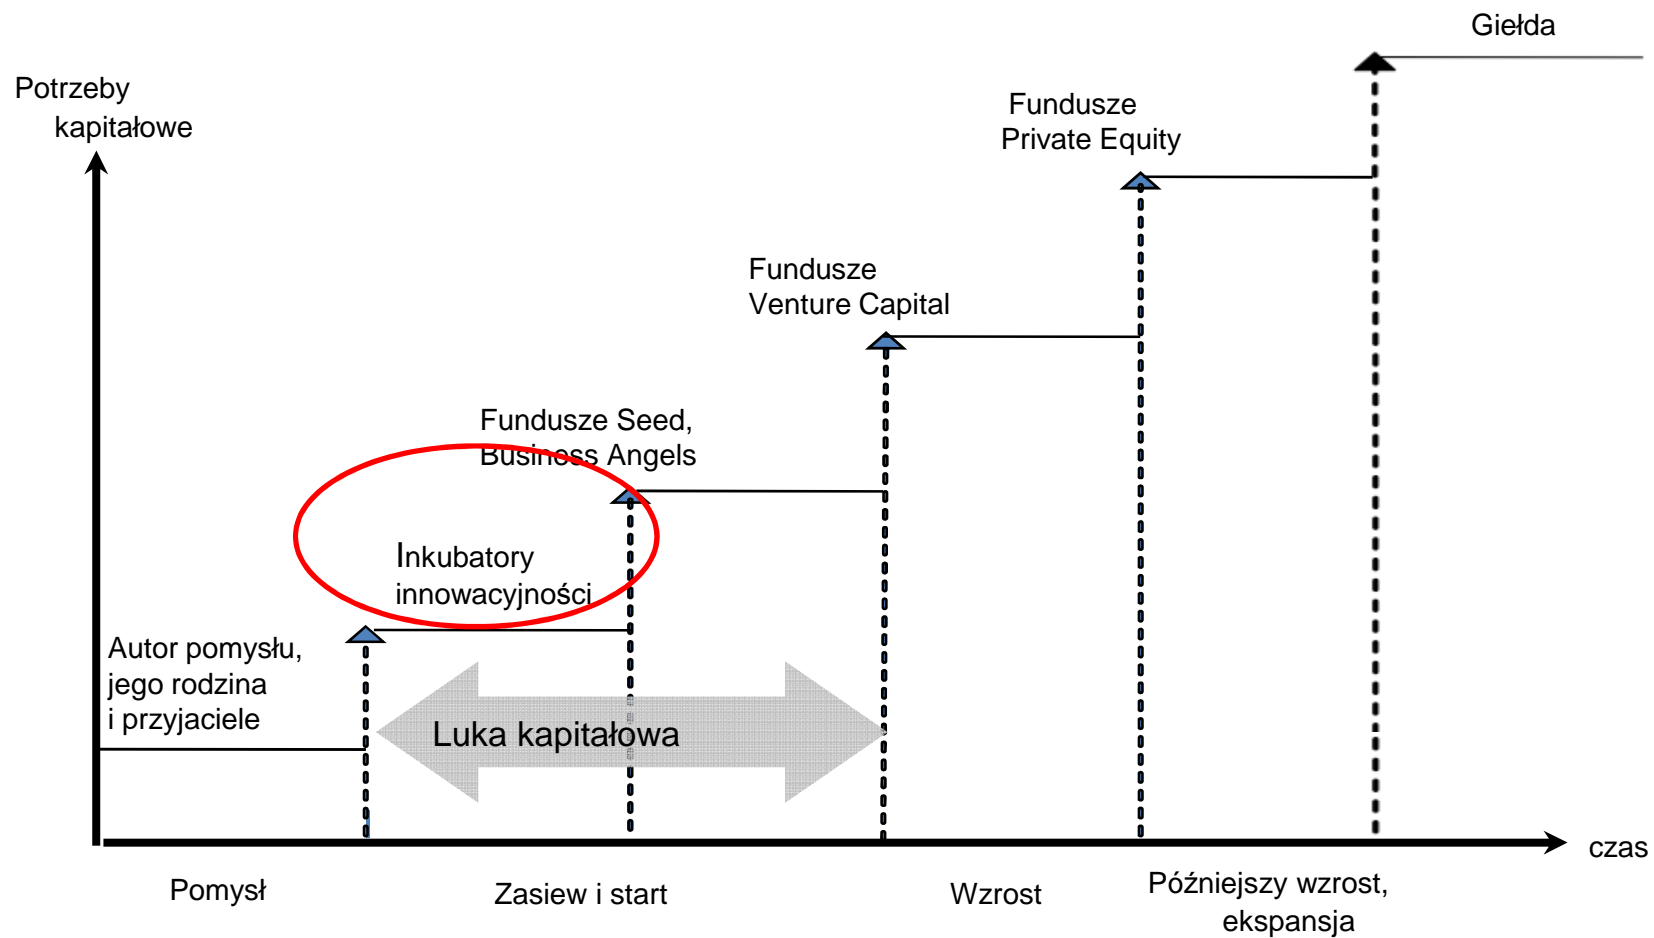 Giełda
Potrzeby
kapitałowe
Fundusze
Private Equity
Fundusze
Venture Capital
Fundusze Seed,
Business Angels
Inkubatory
innowacyjności
Autor pomysłu,
jego rodzina
i przyjaciele
Luka kapitałowa
czas
Pomysł
Zasiew i start
Wzrost
Późniejszy wzrost,
ekspansja